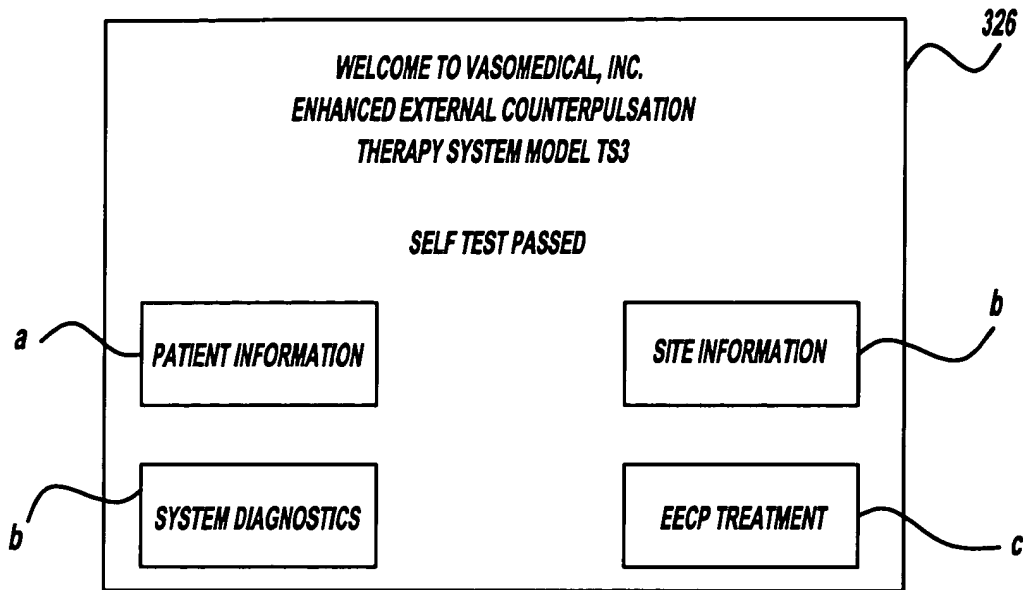 326
WELCOME TO VASOMEDICAL, INC.
ENHANCED EXTERNAL COUNTERPULSATION
THERAPY SYSTEM MODEL TS3
SELF TEST PASSED
a
PATIENT INFORMATION
SITE INFORMATION
b
b
SYSTEM DIAGNOSTICS
EECP TREATMENT
c